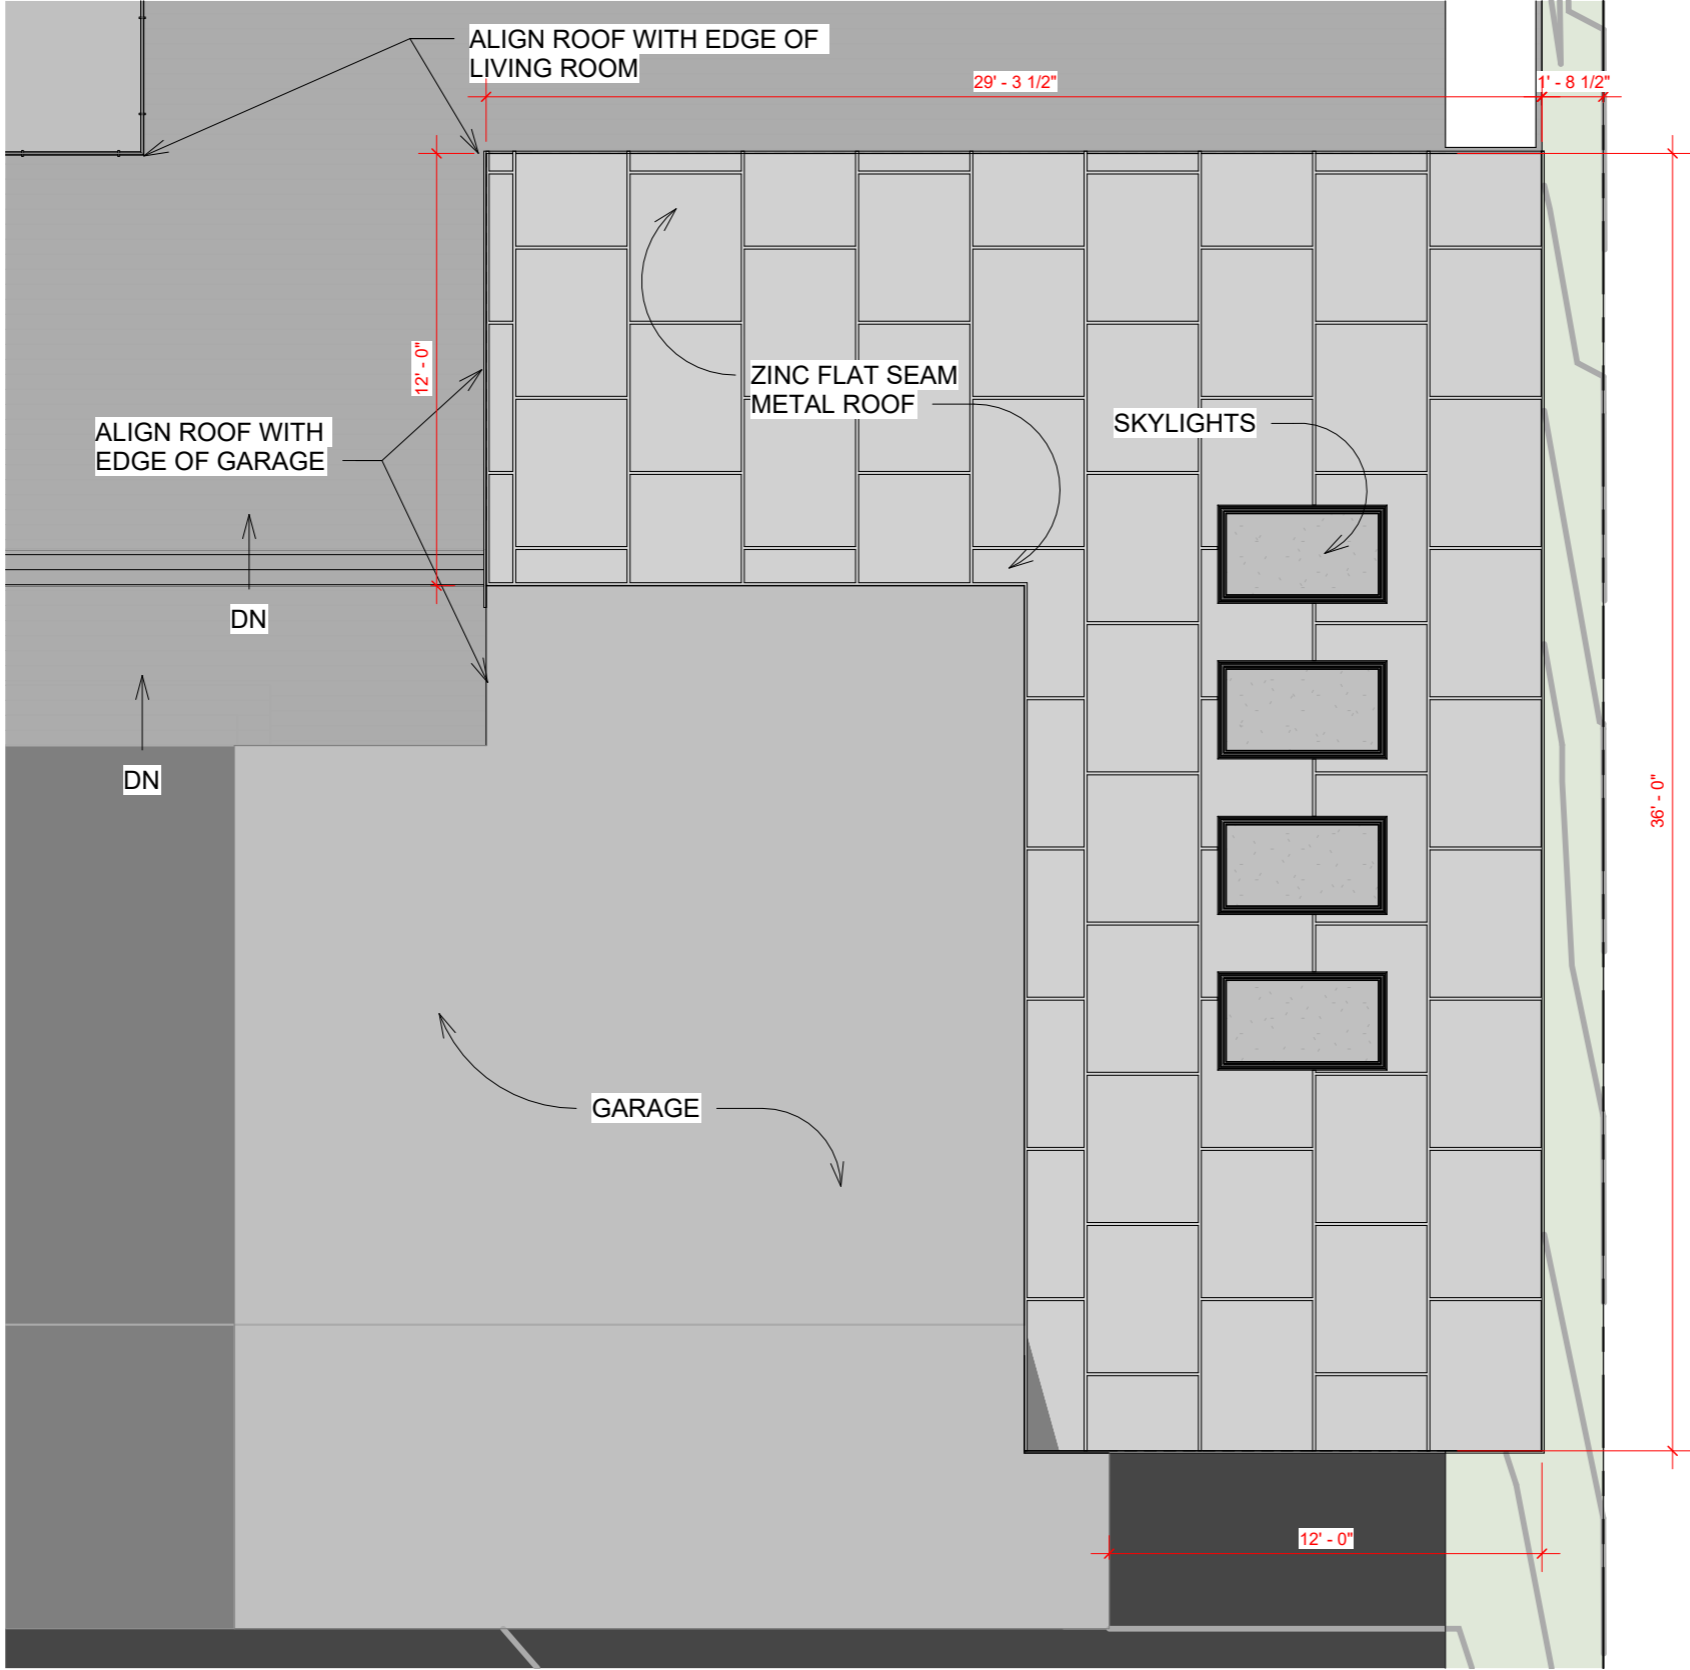 ALIGN ROOF WITH EDGE OF
LIVING ROOM
29' - 3 1/2"
1' - 8 1/2"
12' - 0"
ZINC FLAT SEAM
METAL ROOF
SKYLIGHTS
ALIGN ROOF WITH
EDGE OF GARAGE
DN
DN
36' - 0"
GARAGE
12' - 0"